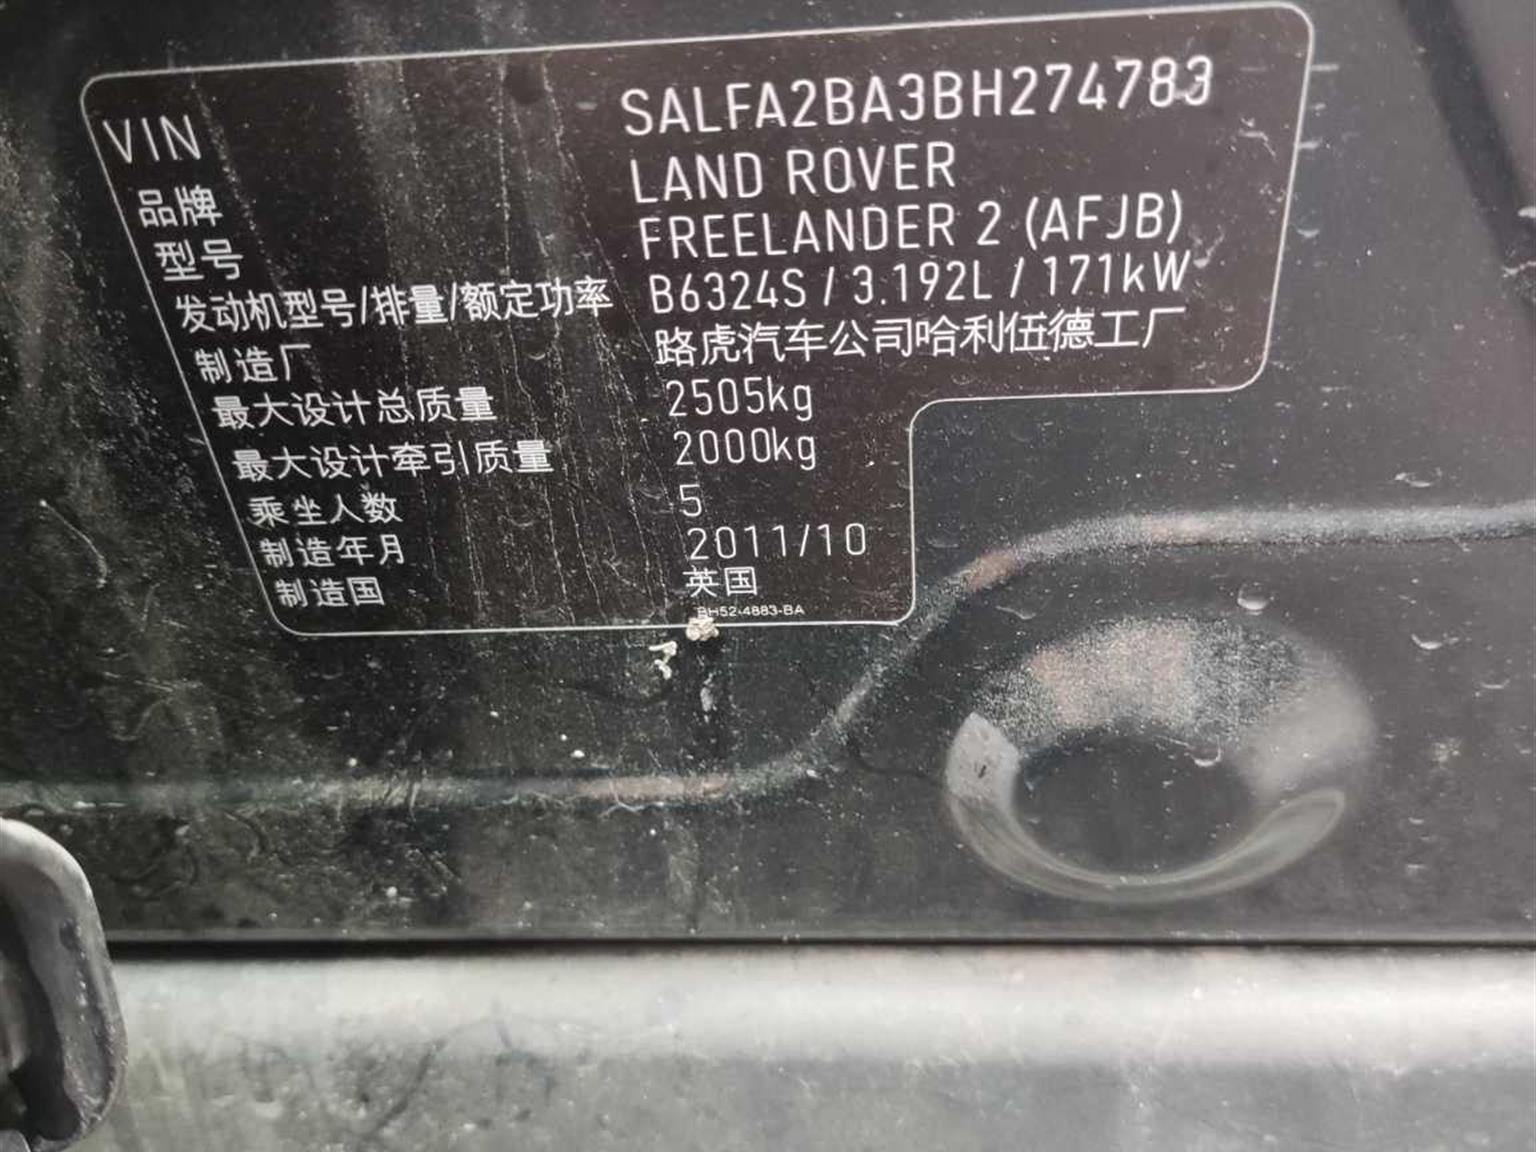 VIN SALFA2BA3BH274783
品牌 LAND ROVER
型号 FREELANDER 2 (AFJB)
发动机型号/排量/额定功率 B6324S / 3.192L / 171kW
制造厂 路虎汽车公司哈利伍德工厂
最大设计总质量 2505kg
最大设计牵引质量 2000kg
乘坐人数 5
制造年月 2011/10
制造国 英国
BH52-4883-BA